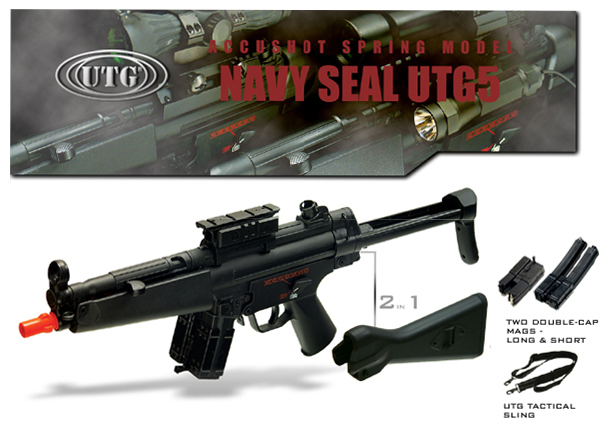 ACCUSHOT SPRING MODEL
UTG
NAVY SEAL UTG5
2 IN 1
TWO DOUBLE-CAP
MAGS -
LONG & SHORT
UTG TACTICAL
SLING